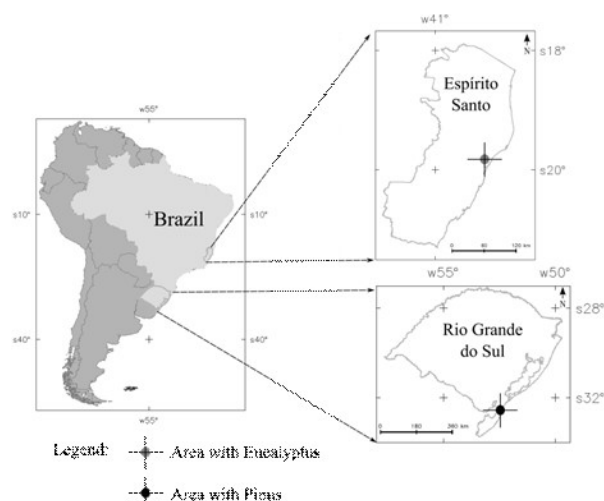 w55°
s10°
Brazil
s10°
s40°
s40°
w55°
w41°
N
s18°
Espírito
Santo
s20°
0 60 120 km
w55°
w50°
N
s28°
Rio Grande
do Sul
s32°
0 180 360 km
Legend:
Area with Eucalyptus
Area with Pinus